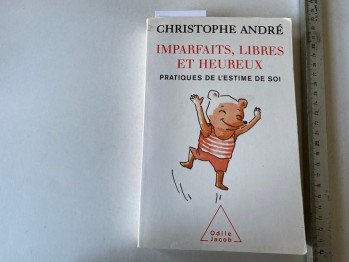 CHRISTOPHE ANDRÉ
IMPARFAITS, LIBRES
ET HEUREUX
PRATIQUES DE L'ESTIME DE SOI
Odile
Jacob